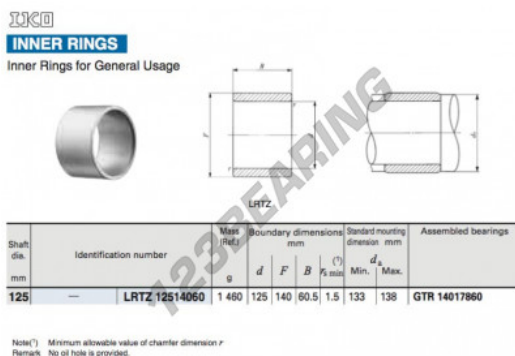 IKO
INNER RINGS
Inner Rings for General Usage
B
F
d
r
da
LRTZ
123BEARING
Shaft dia. mm
Identification number
Mass (Ref.) g
Boundary dimensions mm
d F B rs min(1)
Standard mounting dimension mm
da
Min. Max.
Assembled bearings
125 — LRTZ 12514060 1 460 125 140 60.5 1.5 133 138 GTR 14017860
Note(1) Minimum allowable value of chamfer dimension r
Remark No oil hole is provided.